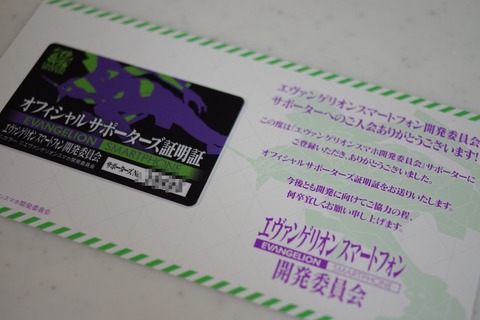 オフィシャルサポーターズ証明証
EVANGELION SMARTPHONE
エヴァンゲリオンスマートフォン開発委員会
サポーターズNo.
エヴァンゲリオンスマートフォン開発委員会
サポーターへのご入会ありがとうございます!
この度は「エヴァンゲリオンスマホ開発委員会」サポーターに
ご登録いただき、ありがとうございました。
オフィシャルサポーターズ証明証をお送りいたします。
今後とも開発に向けてご協力の程、
何卒宜しくお願い申し上げます。
エヴァンゲリオン スマートフォン
EVANGELION SMARTPHONE
開発委員会
スマホ開発委員会